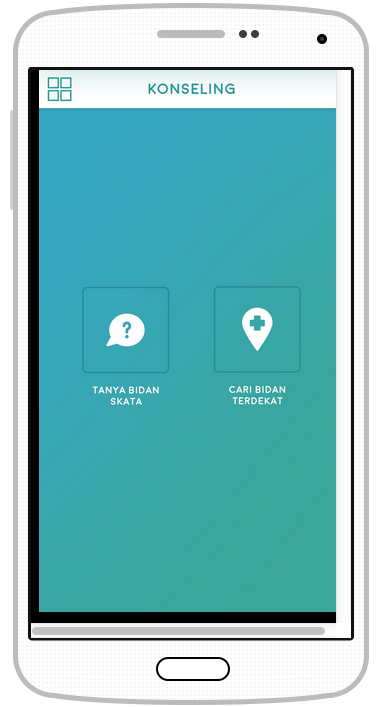 KONSELING
TANYA BIDAN
SKATA
CARI BIDAN
TERDEKAT